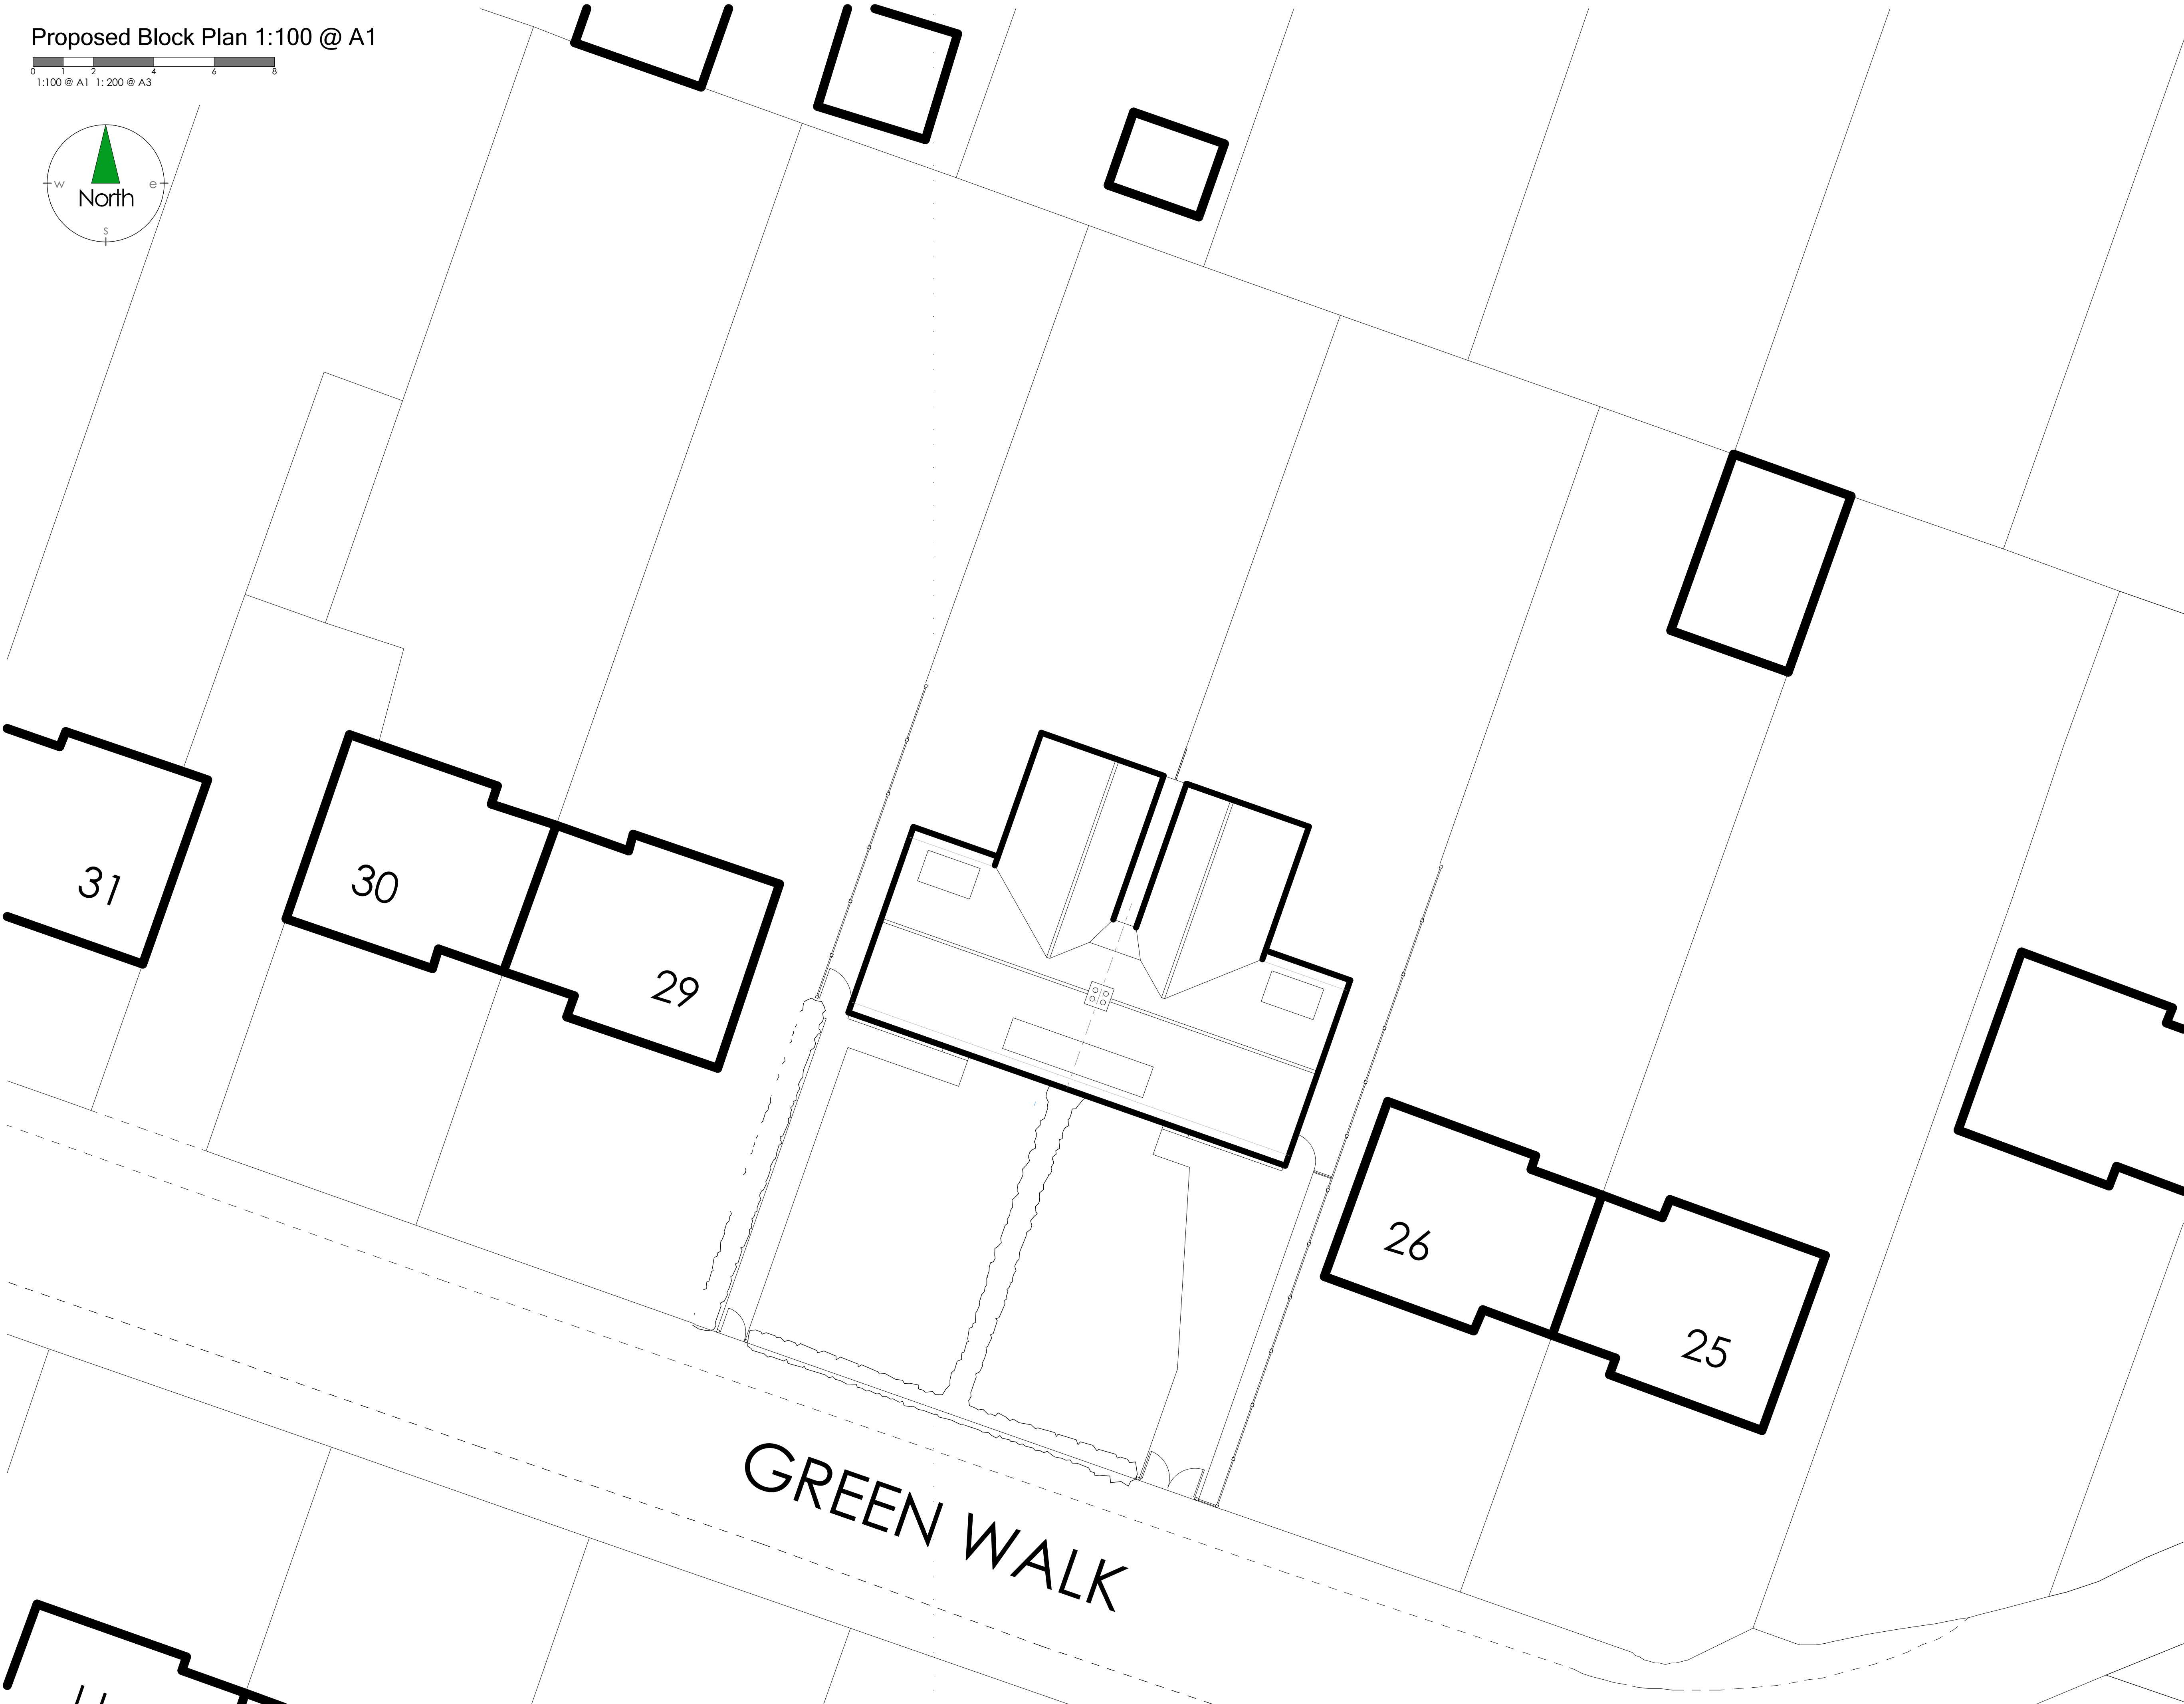 Proposed Block Plan 1:100 @ A1
0 1 2 4 6 8
1:100 @ A1 1: 200 @ A3
w e
North
s
31
30
29
26
25
GREEN WALK